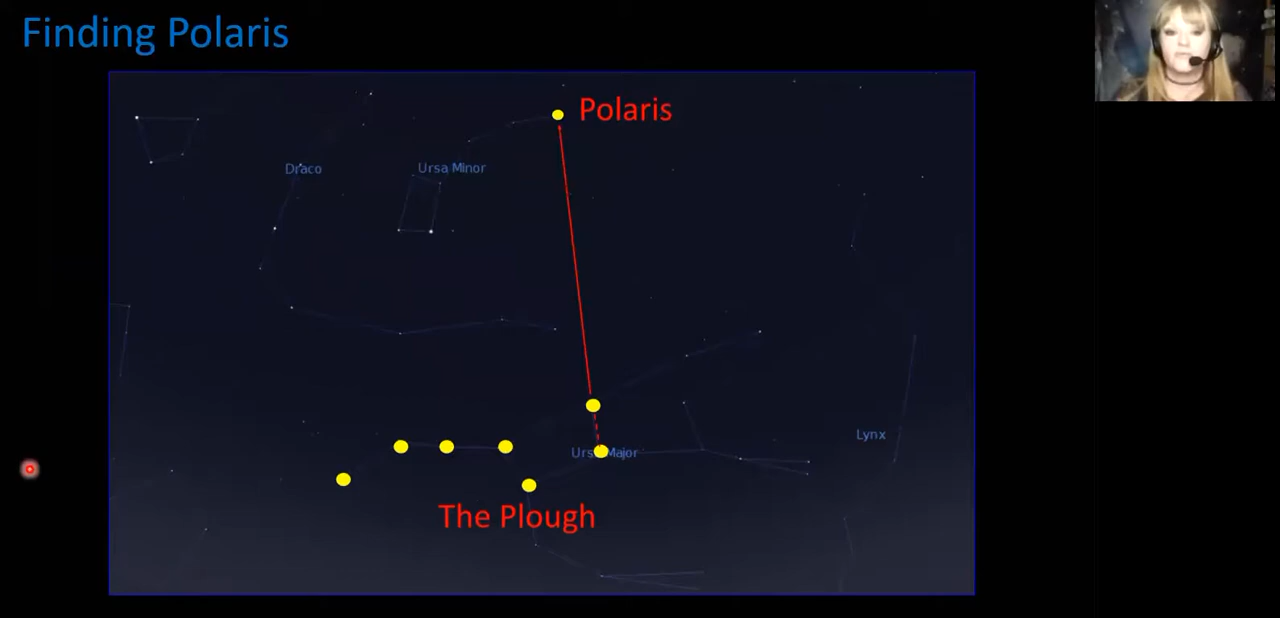 Finding Polaris
Polaris
Draco
Ursa Minor
Lynx
Ursa Major
The Plough